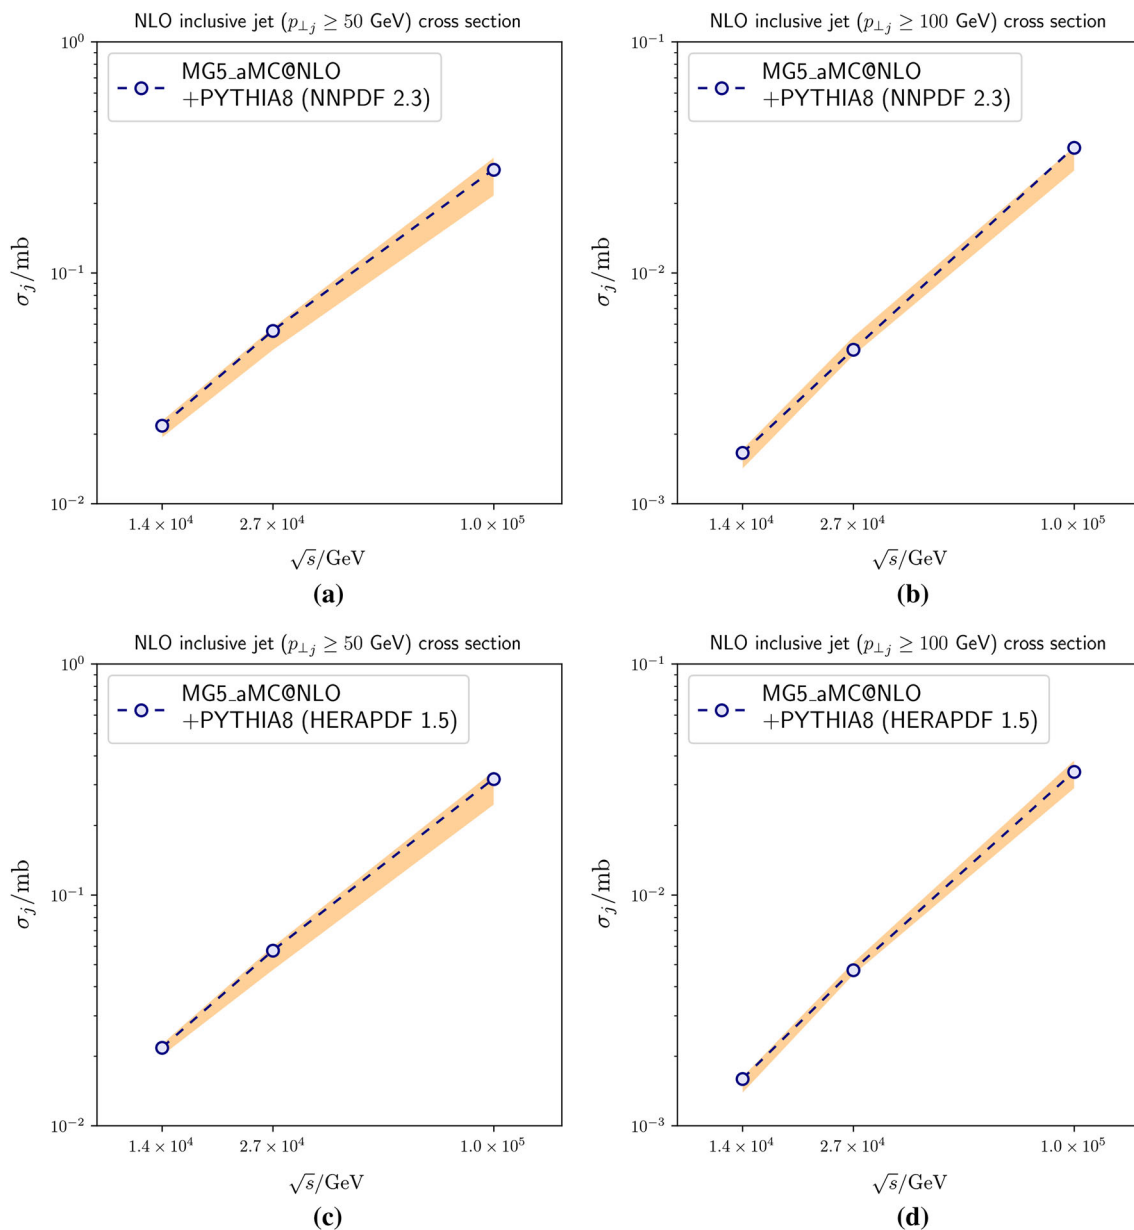 NLO inclusive jet (p⊥j ≥ 50 GeV) cross section
10⁰
MG5_aMC@NLO
+PYTHIA8 (NNPDF 2.3)
σj/mb
10⁻¹
10⁻²
1.4 × 10⁴
2.7 × 10⁴
1.0 × 10⁵
√s/GeV
(a)
NLO inclusive jet (p⊥j ≥ 100 GeV) cross section
10⁻¹
MG5_aMC@NLO
+PYTHIA8 (NNPDF 2.3)
σj/mb
10⁻²
10⁻³
1.4 × 10⁴
2.7 × 10⁴
1.0 × 10⁵
√s/GeV
(b)
NLO inclusive jet (p⊥j ≥ 50 GeV) cross section
10⁰
MG5_aMC@NLO
+PYTHIA8 (HERAPDF 1.5)
σj/mb
10⁻¹
10⁻²
1.4 × 10⁴
2.7 × 10⁴
1.0 × 10⁵
√s/GeV
(c)
NLO inclusive jet (p⊥j ≥ 100 GeV) cross section
10⁻¹
MG5_aMC@NLO
+PYTHIA8 (HERAPDF 1.5)
σj/mb
10⁻²
10⁻³
1.4 × 10⁴
2.7 × 10⁴
1.0 × 10⁵
√s/GeV
(d)